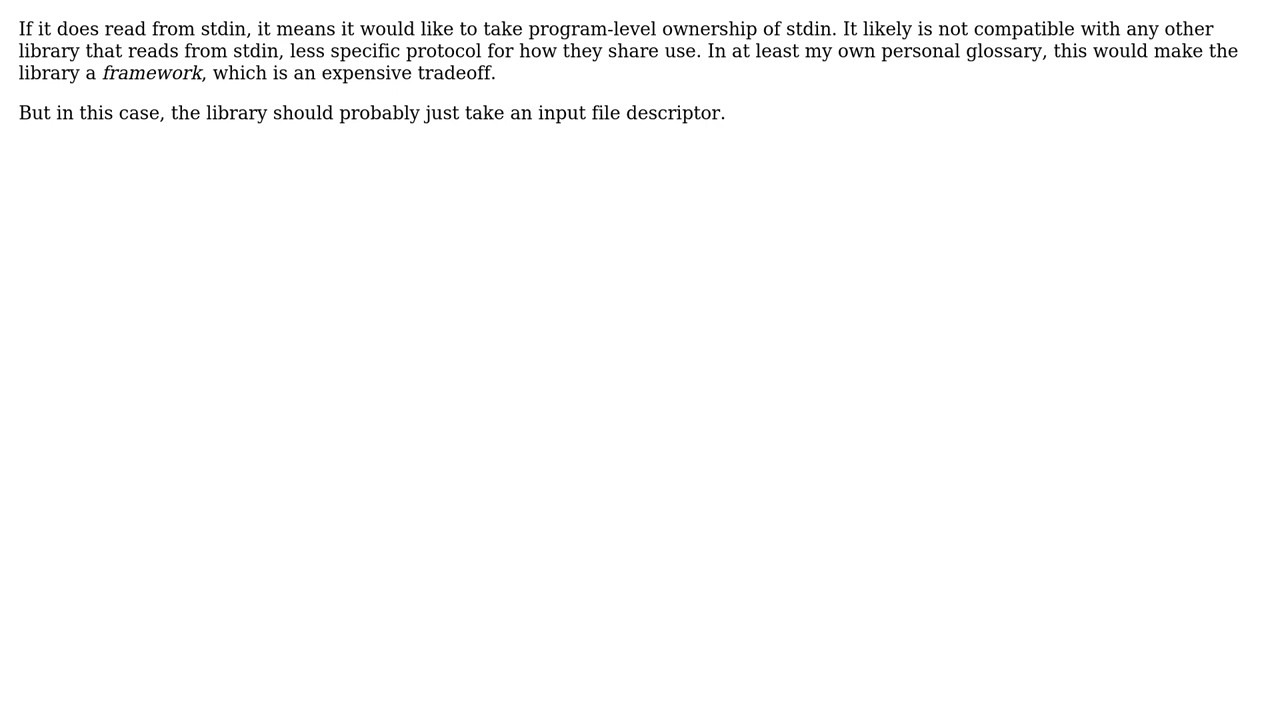 If it does read from stdin, it means it would like to take program-level ownership of stdin. It likely is not compatible with any other
library that reads from stdin, less specific protocol for how they share use. In at least my own personal glossary, this would make the
library a framework, which is an expensive tradeoff.
But in this case, the library should probably just take an input file descriptor.